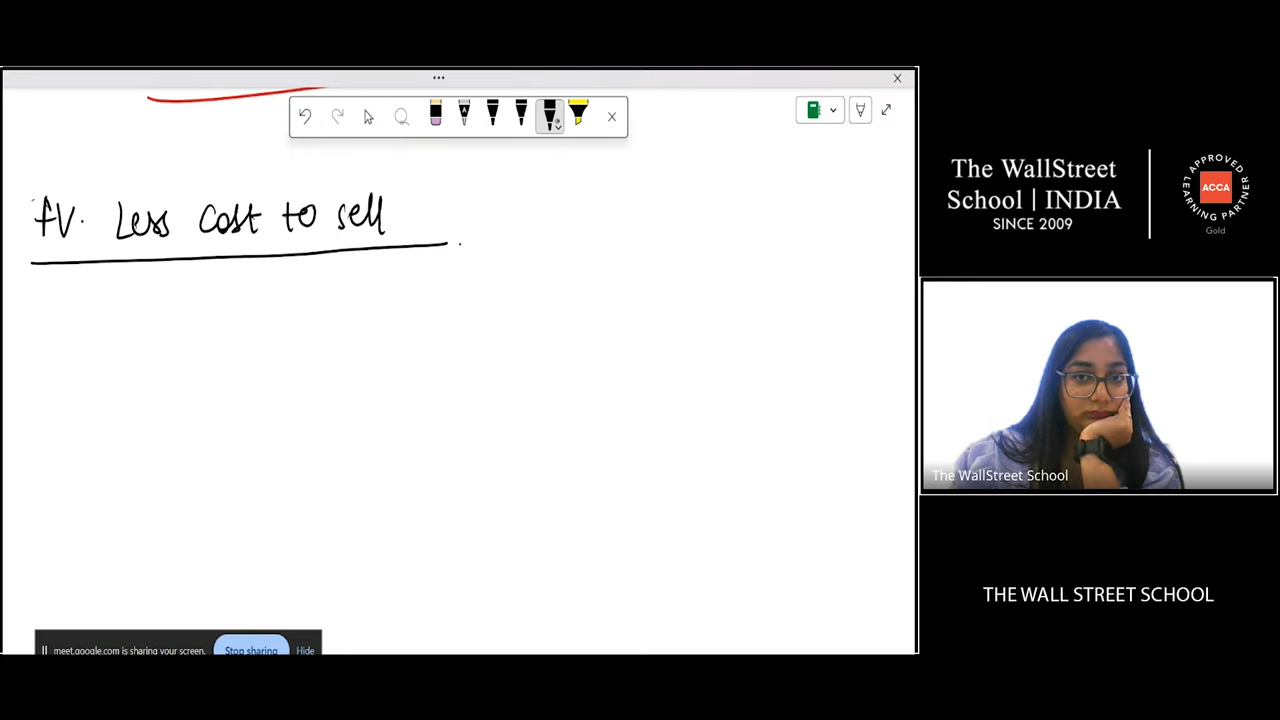 The WallStreet
School | INDIA
SINCE 2009
APPROVED
LEARNING PARTNER
ACCA
Gold
A
fv. Less cost to sell
The WallStreet School
THE WALL STREET SCHOOL
meet.google.com is sharing your screen.
Stop sharing
Hide